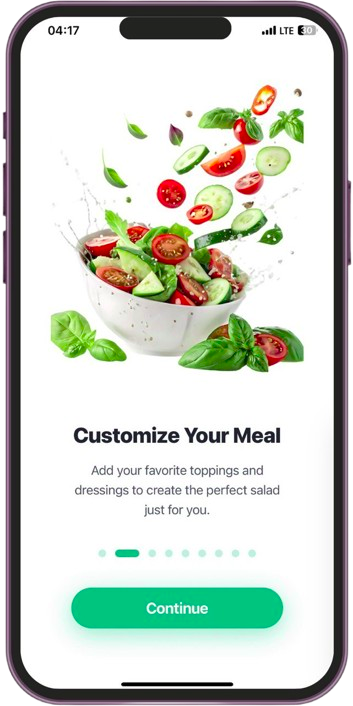 04:17
LTE 30
Customize Your Meal
Add your favorite toppings and
dressings to create the perfect salad
just for you.
Continue